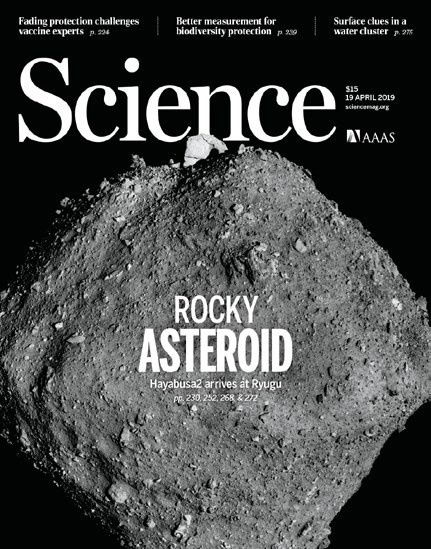 Fading protection challenges
vaccine experts p. 224
Better measurement for
biodiversity protection p. 239
Surface clues in a
water cluster p. 275
Science
$15
19 APRIL 2019
sciencemag.org
AAAS
ROCKY
ASTEROID
Hayabusa2 arrives at Ryugu
pp. 230, 252, 268, & 272